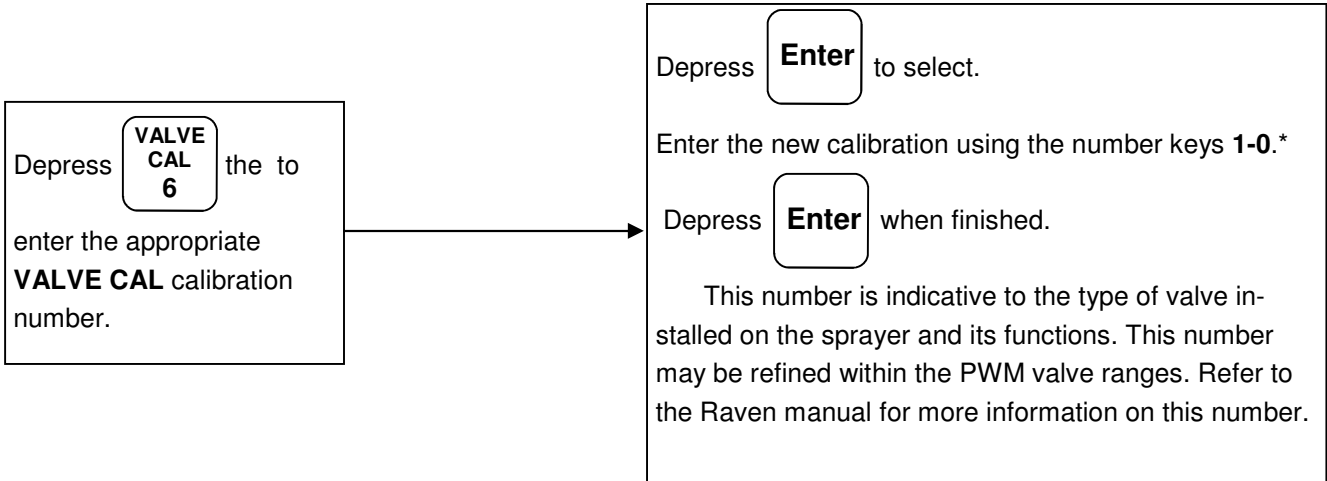 Depress VALVE CAL 6 the to
enter the appropriate
VALVE CAL calibration
number.
Depress Enter to select.
Enter the new calibration using the number keys 1-0.*
Depress Enter when finished.
This number is indicative to the type of valve in-
stalled on the sprayer and its functions. This number
may be refined within the PWM valve ranges. Refer to
the Raven manual for more information on this number.